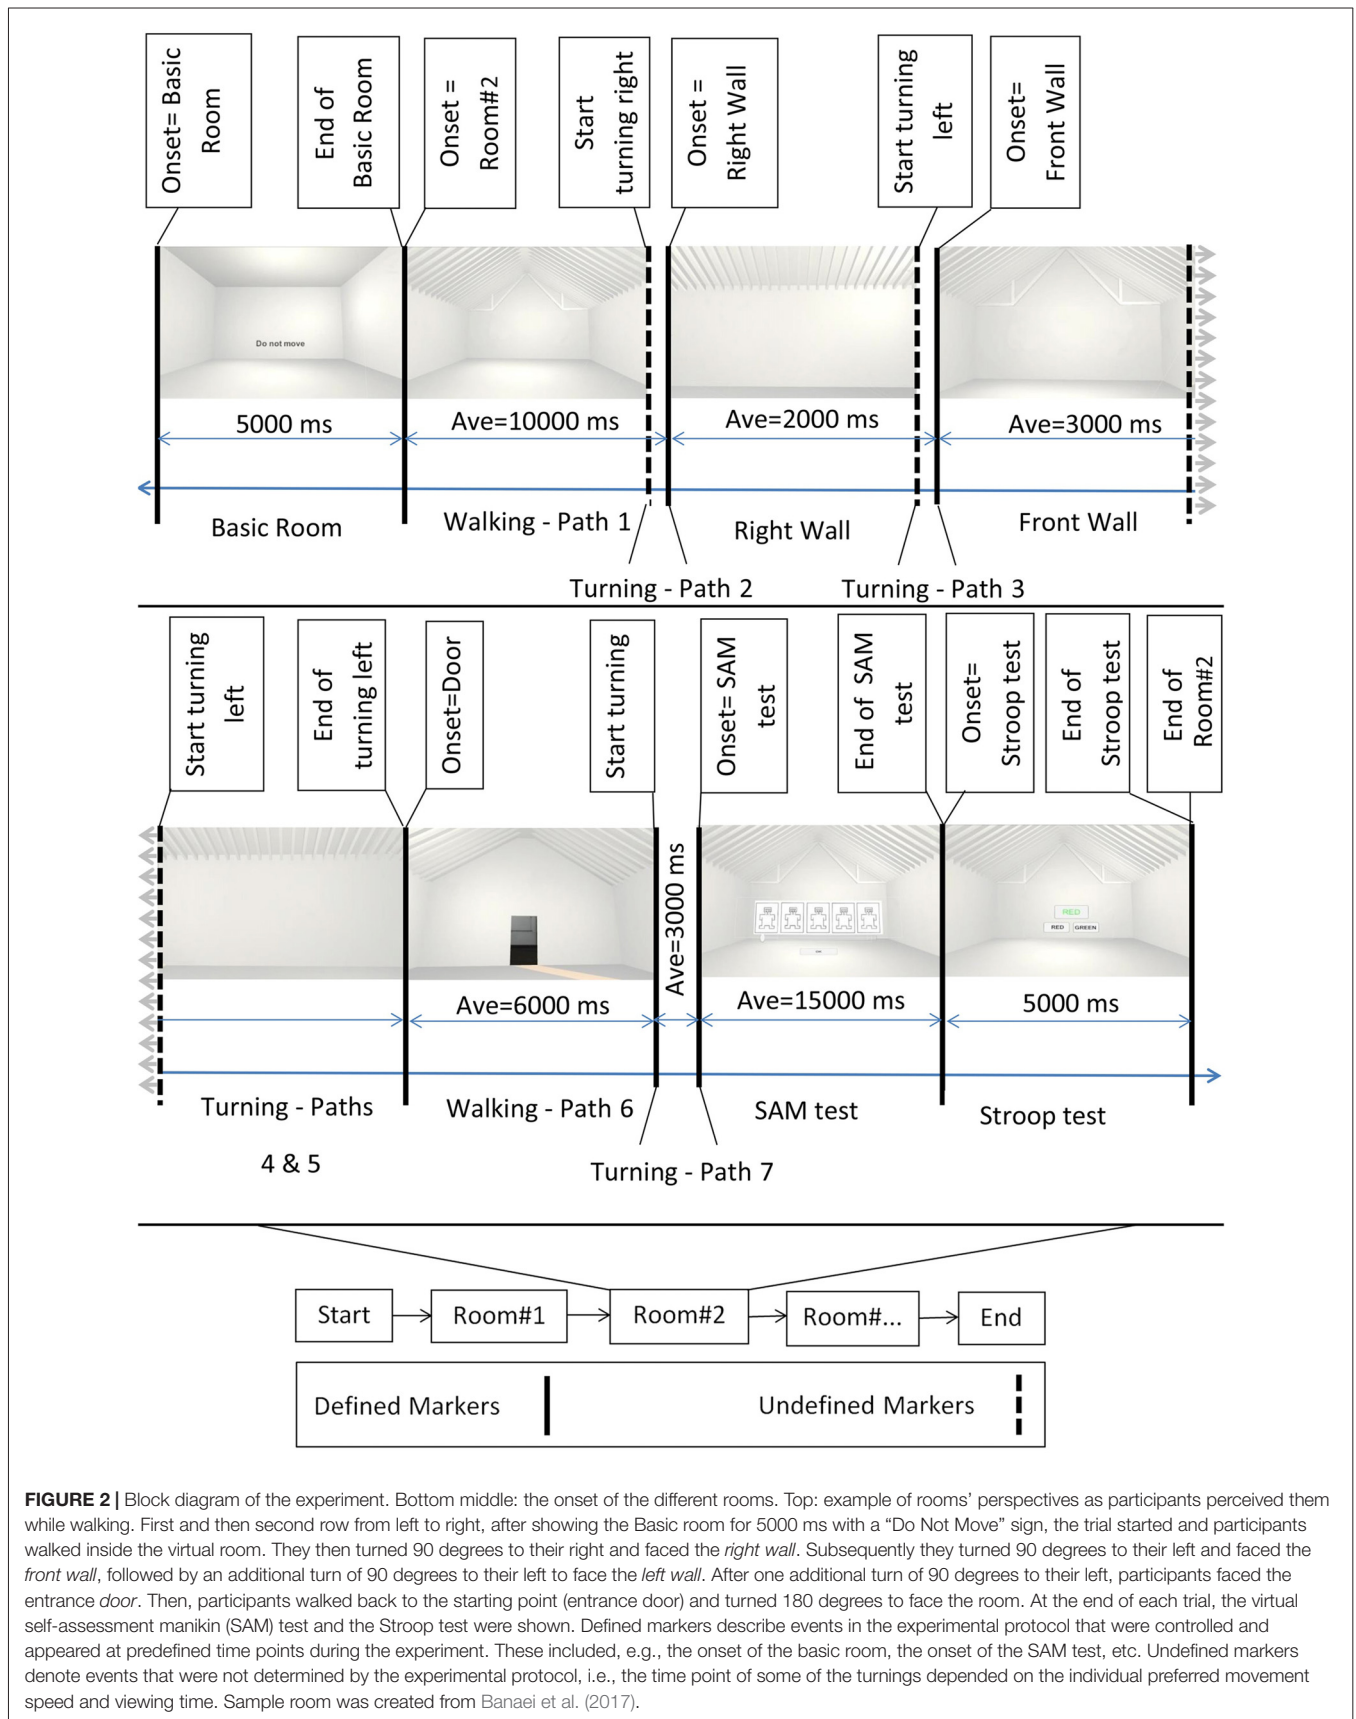 Onset= Basic
Room
End of
Basic Room
Onset =
Room#2
Start
turning right
Onset =
Right Wall
Start turning
left
Onset=
Front Wall
Do not move
5000 ms
Ave=10000 ms
Ave=2000 ms
Ave=3000 ms
Basic Room
Walking - Path 1
Right Wall
Front Wall
Turning - Path 2
Turning - Path 3
Start turning
left
End of
turning left
Onset=Door
Start turning
Onset= SAM
test
End of SAM
test
Onset=
Stroop test
End of
Stroop test
End of
Room#2
RED
RED
GREEN
Ave=6000 ms
Ave=3000 ms
Ave=15000 ms
5000 ms
Turning - Paths
4 & 5
Walking - Path 6
SAM test
Stroop test
Turning - Path 7
Start
Room#1
Room#2
Room#...
End
Defined Markers
Undefined Markers
FIGURE 2 | Block diagram of the experiment. Bottom middle: the onset of the different rooms. Top: example of rooms’ perspectives as participants perceived them
while walking. First and then second row from left to right, after showing the Basic room for 5000 ms with a “Do Not Move” sign, the trial started and participants
walked inside the virtual room. They then turned 90 degrees to their right and faced the right wall. Subsequently they turned 90 degrees to their left and faced the
front wall, followed by an additional turn of 90 degrees to their left to face the left wall. After one additional turn of 90 degrees to their left, participants faced the
entrance door. Then, participants walked back to the starting point (entrance door) and turned 180 degrees to face the room. At the end of each trial, the virtual
self-assessment manikin (SAM) test and the Stroop test were shown. Defined markers describe events in the experimental protocol that were controlled and
appeared at predefined time points during the experiment. These included, e.g., the onset of the basic room, the onset of the SAM test, etc. Undefined markers
denote events that were not determined by the experimental protocol, i.e., the time point of some of the turnings depended on the individual preferred movement
speed and viewing time. Sample room was created from Banaei et al. (2017).